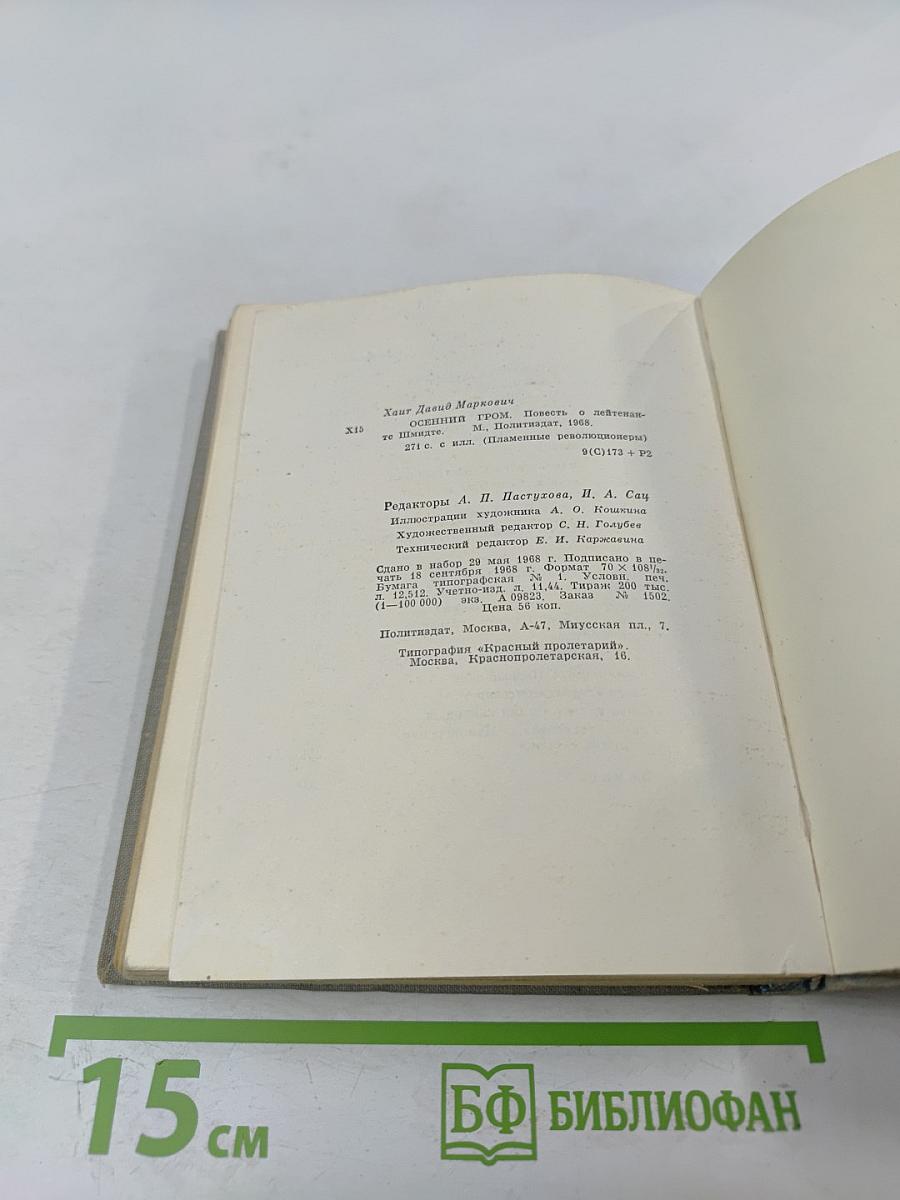 Хаит Давид Маркович
Х15 ОСЕННИЙ ГРОМ. Повесть о лейтенан-
те Шмидте. М., Политиздат, 1968.
271 с. с илл. (Пламенные революционеры)
9(С)173 + Р2
Редакторы А. П. Пастухова, И. А. Сац
Иллюстрации художника А. О. Кошкина
Художественный редактор С. Н. Голубев
Технический редактор Е. И. Каржавина
Сдано в набор 29 мая 1968 г. Подписано в пе-
чать 18 сентября 1968 г. Формат 70 × 108¹/₃₂.
Бумага типографская № 1. Условн. печ.
л. 12,512. Учетно-изд. л. 11,44. Тираж 200 тыс.
(1—100 000) экз. А 09823. Заказ № 1502.
Цена 56 коп.
Политиздат, Москва, А-47, Миусская пл., 7.
Типография «Красный пролетарий».
Москва, Краснопролетарская, 16.
15 см
БФ БИБЛИОФАН